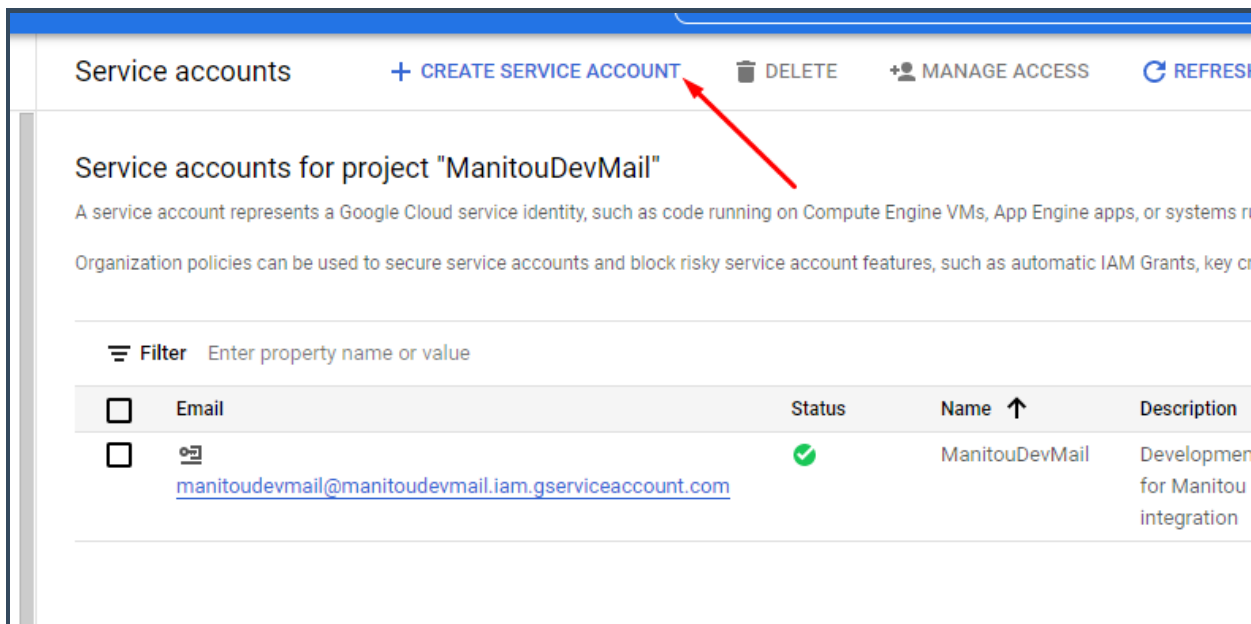 Service accounts
+ CREATE SERVICE ACCOUNT
DELETE
MANAGE ACCESS
REFRESH
Service accounts for project "ManitouDevMail"
A service account represents a Google Cloud service identity, such as code running on Compute Engine VMs, App Engine apps, or systems
Organization policies can be used to secure service accounts and block risky service account features, such as automatic IAM Grants, key
Filter Enter property name or value
Email Status Name Description
ManitouDevMail Developmen
manitoudevmail@manitoudevmail.iam.gserviceaccount.com for Manitou
integration